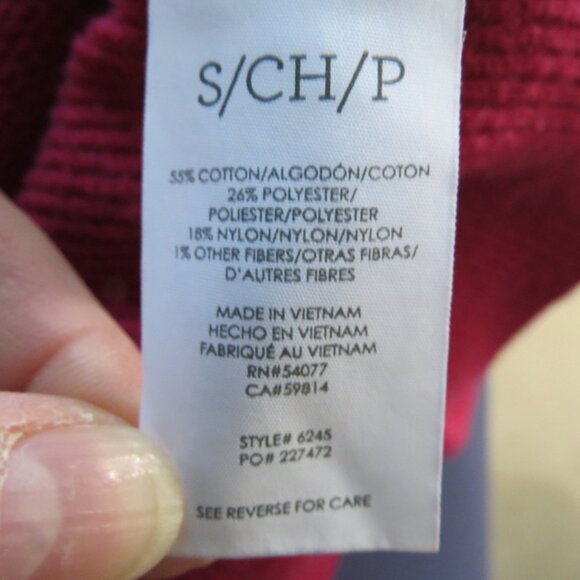 S/CH/P
55% COTTON/ALGODÓN/COTON
26% POLYESTER/
POLIESTER/POLYESTER
18% NYLON/NYLON/NYLON
1% OTHER FIBERS/OTRAS FIBRAS/
D'AUTRES FIBRES
MADE IN VIETNAM
HECHO EN VIETNAM
FABRIQUÉ AU VIETNAM
RN#54077
CA#59814
STYLE# 6245
PO# 227472
SEE REVERSE FOR CARE